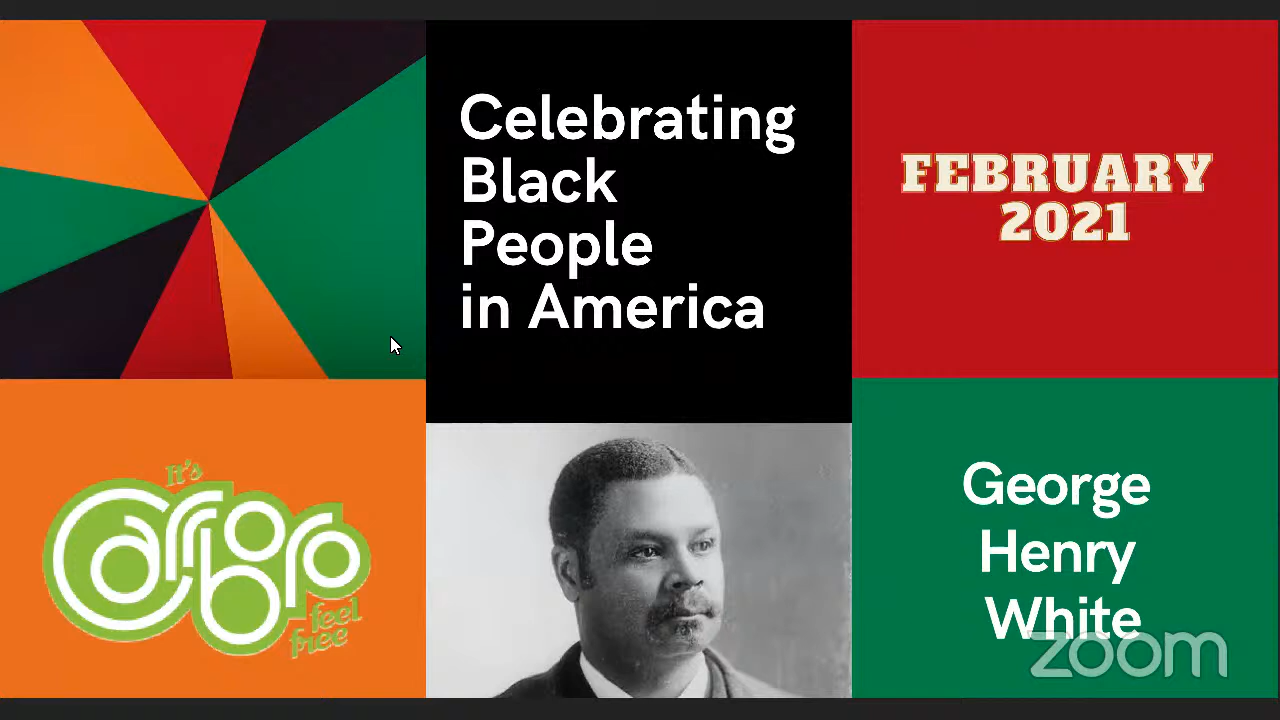 Celebrating
Black
People
in America
FEBRUARY
2021
It's
Carrboro
feel
free
George
Henry
White
zoom